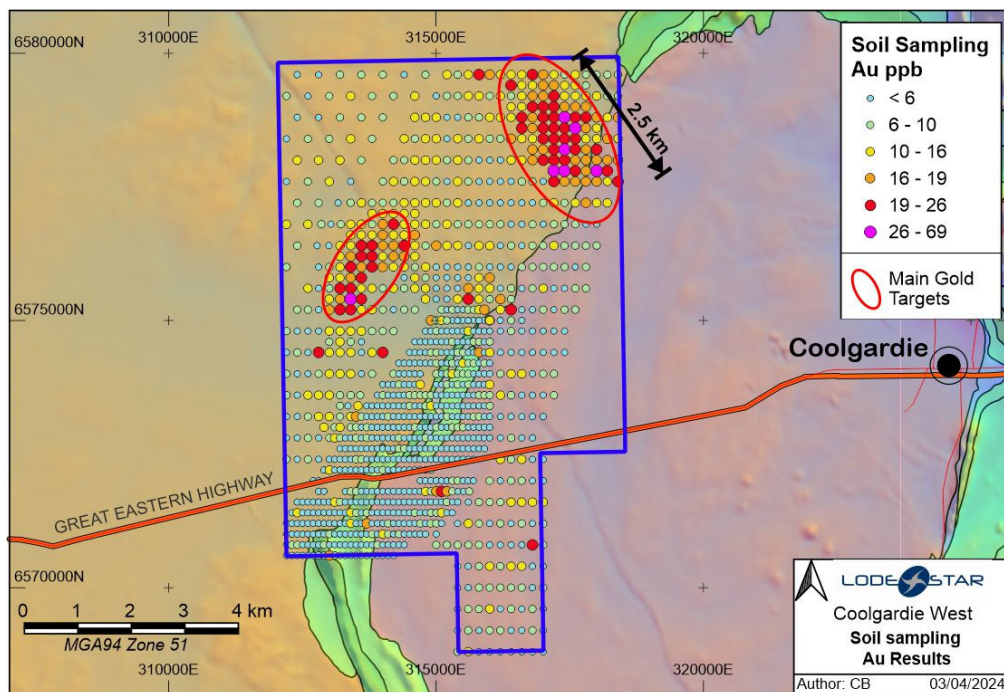 310000E
315000E
320000E
6580000N
Soil Sampling
Au ppb
< 6
6 - 10
10 - 16
16 - 19
19 - 26
26 - 69
Main Gold
Targets
2.5 km
6575000N
Coolgardie
GREAT EASTERN HIGHWAY
6570000N
0 1 2 3 4 km
MGA94 Zone 51
310000E
315000E
320000E
LODESTAR
Coolgardie West
Soil sampling
Au Results
Author: CB 03/04/2024